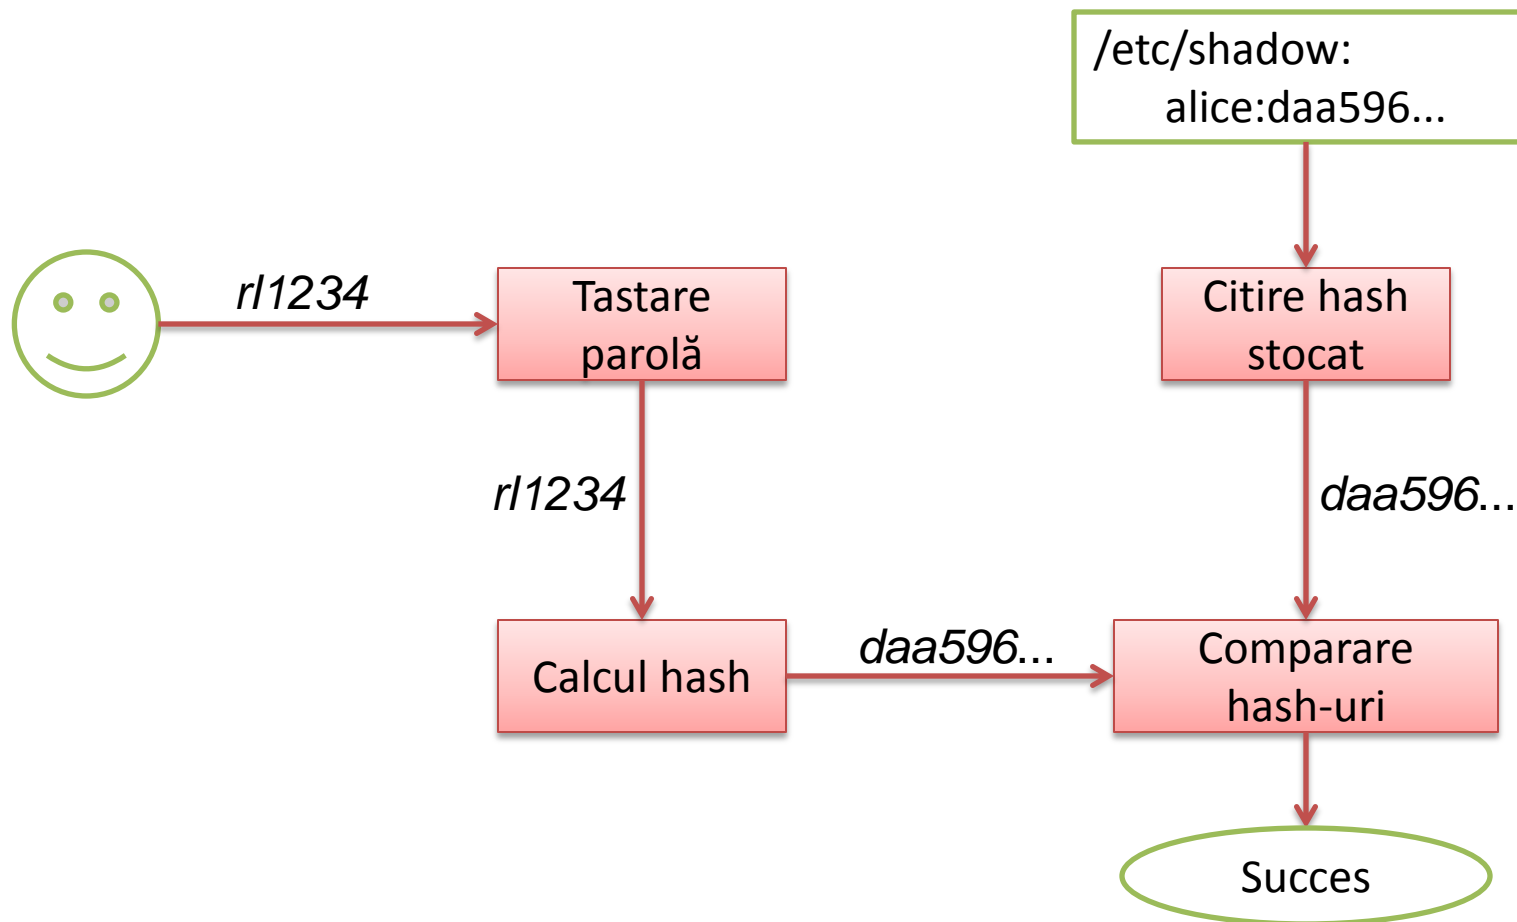 /etc/shadow:
alice:daa596...
rl1234
Tastare
parolă
Citire hash
stocat
rl1234
daa596...
Calcul hash
daa596...
Comparare
hash-uri
Succes